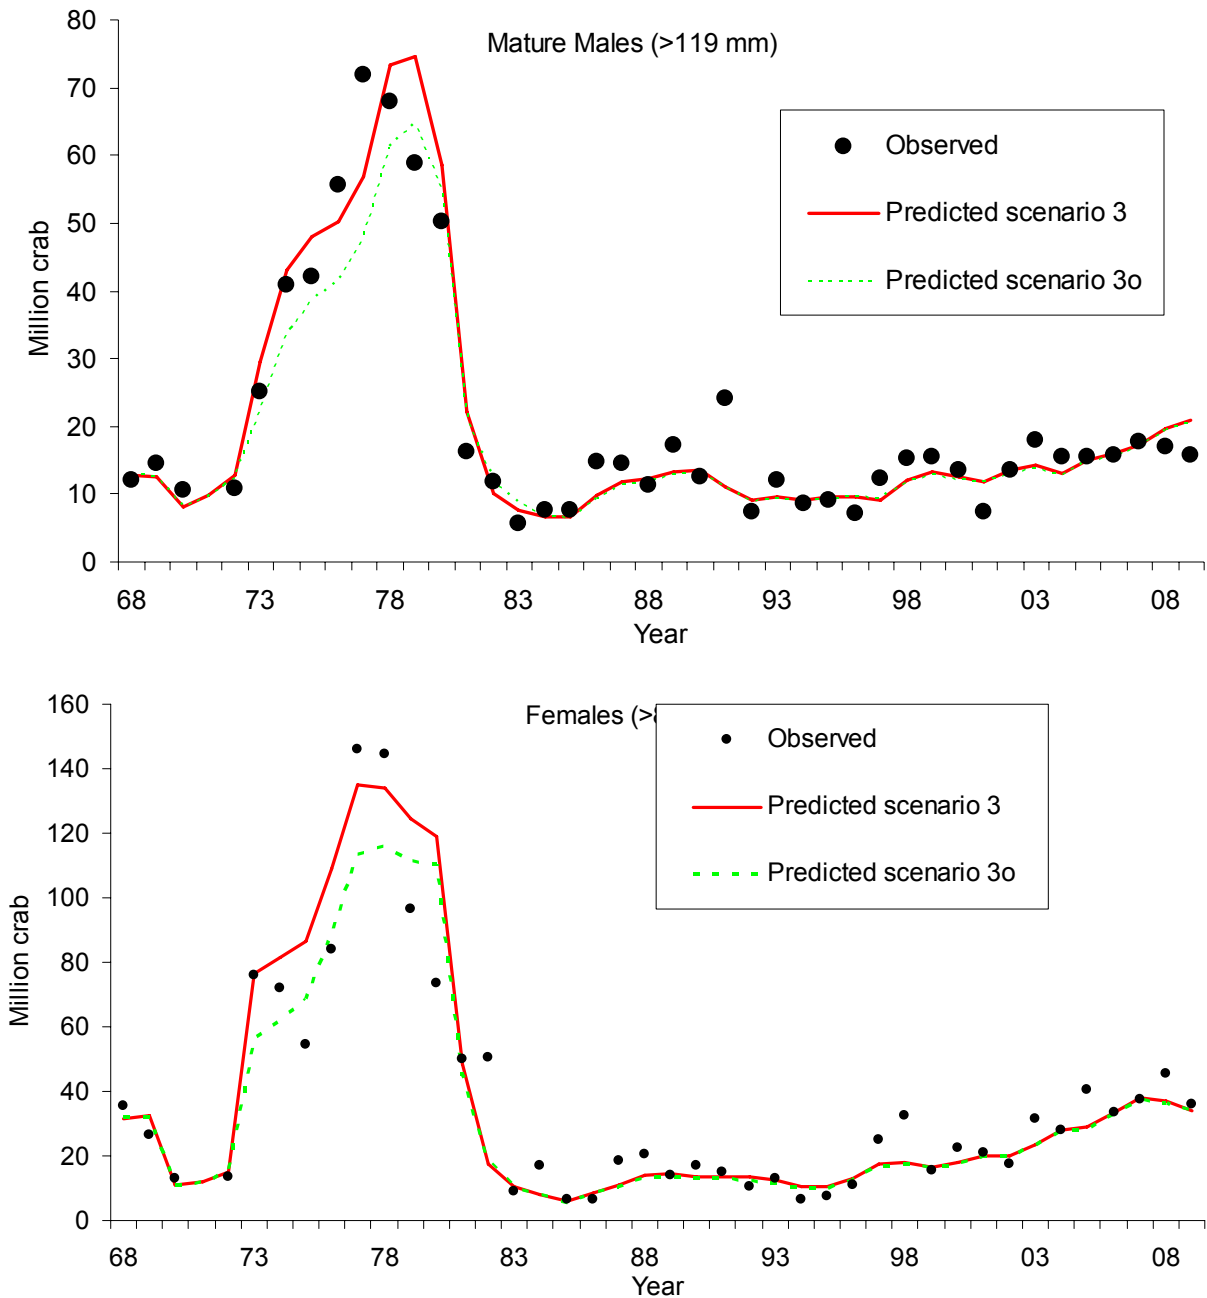 Mature Males (>119 mm)
80
70
60
50
40
30
20
10
0
Million crab
Observed
Predicted scenario 3
Predicted scenario 3o
68 73 78 83 88 93 98 03 08
Year
Females (>
160
140
120
100
80
60
40
20
0
Million crab
Observed
Predicted scenario 3
Predicted scenario 3o
68 73 78 83 88 93 98 03 08
Year